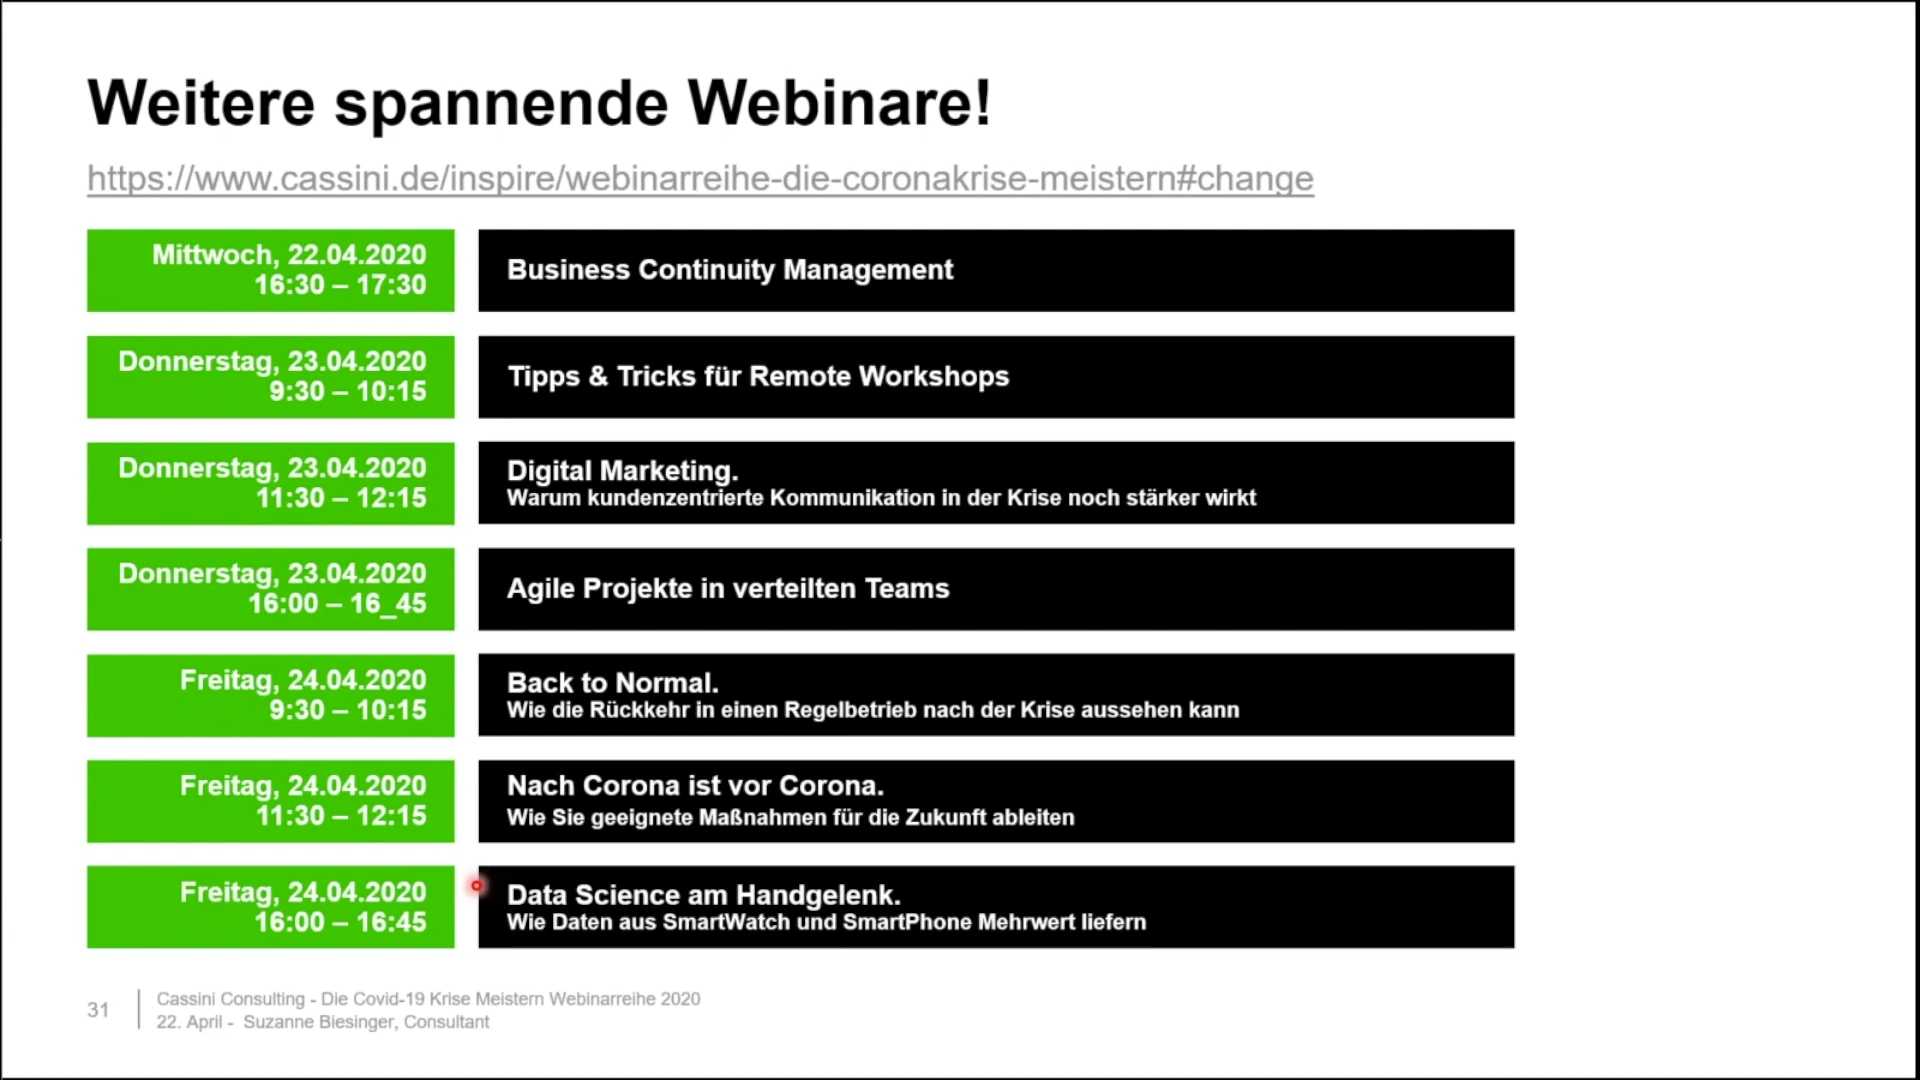 Weitere spannende Webinare!
https://www.cassini.de/inspire/webinarreihe-die-coronakrise-meistern#change
Mittwoch, 22.04.2020
16:30 – 17:30
Business Continuity Management
Donnerstag, 23.04.2020
9:30 – 10:15
Tipps & Tricks für Remote Workshops
Donnerstag, 23.04.2020
11:30 – 12:15
Digital Marketing.
Warum kundenzentrierte Kommunikation in der Krise noch stärker wirkt
Donnerstag, 23.04.2020
16:00 – 16_45
Agile Projekte in verteilten Teams
Freitag, 24.04.2020
9:30 – 10:15
Back to Normal.
Wie die Rückkehr in einen Regelbetrieb nach der Krise aussehen kann
Freitag, 24.04.2020
11:30 – 12:15
Nach Corona ist vor Corona.
Wie Sie geeignete Maßnahmen für die Zukunft ableiten
Freitag, 24.04.2020
16:00 – 16:45
Data Science am Handgelenk.
Wie Daten aus SmartWatch und SmartPhone Mehrwert liefern
31
Cassini Consulting - Die Covid-19 Krise Meistern Webinarreihe 2020
22. April - Suzanne Biesinger, Consultant